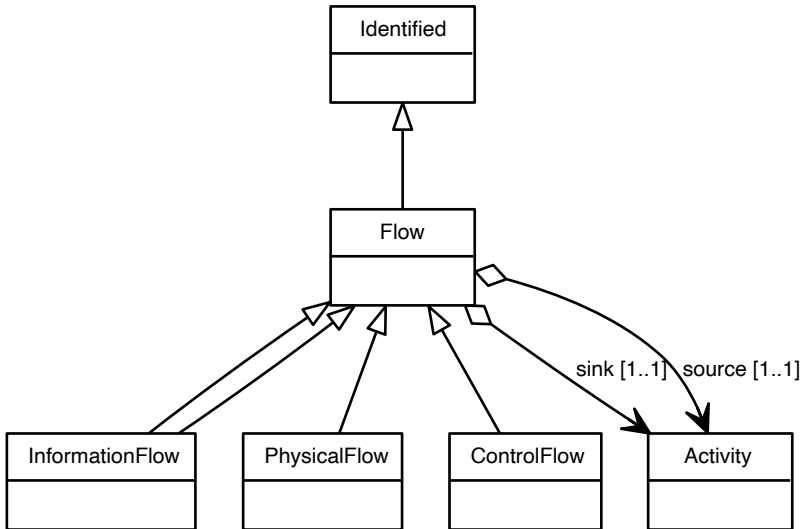 Identified
Flow
sink [1..1]
source [1..1]
InformationFlow
PhysicalFlow
ControlFlow
Activity